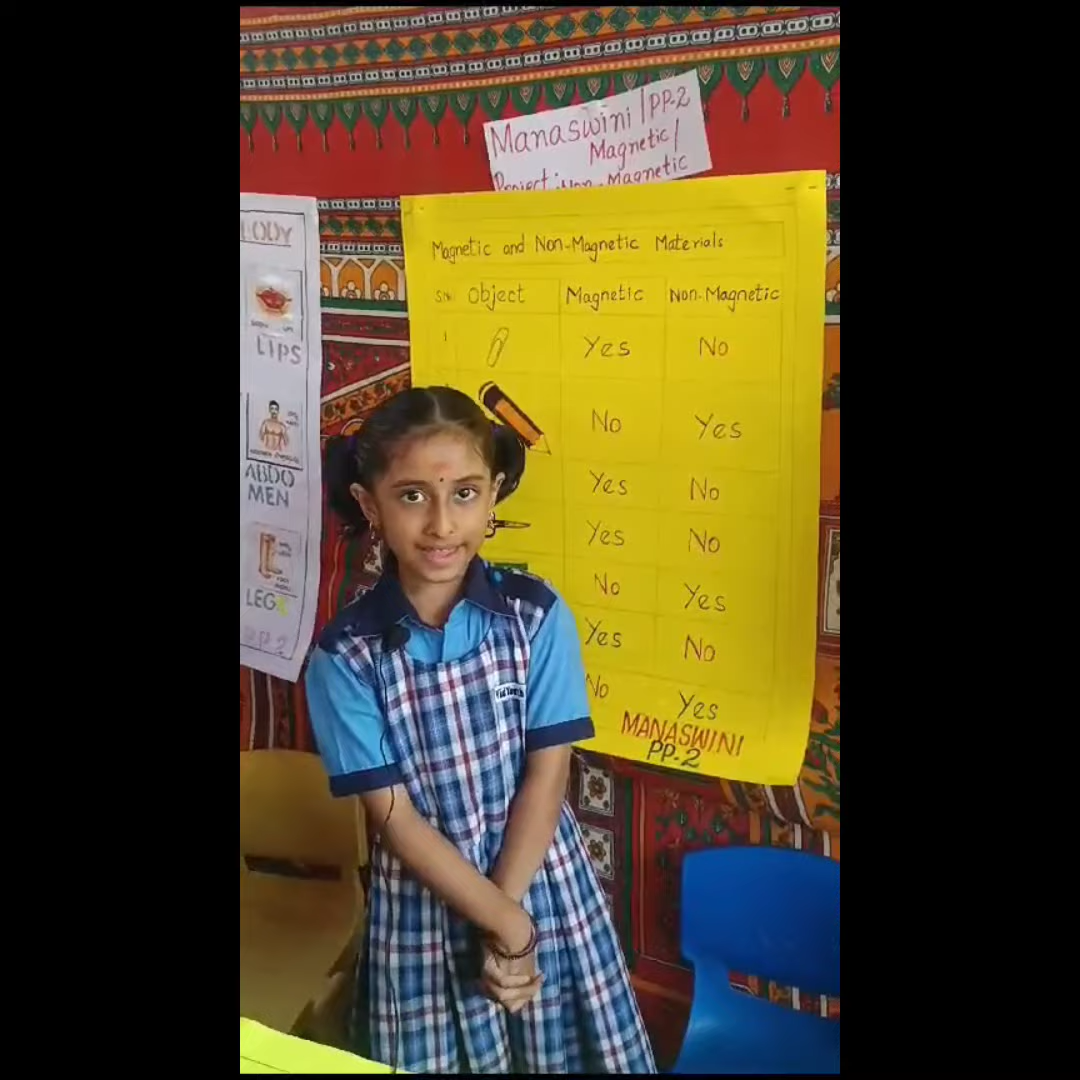 Manaswini / PP-2
Magnetic /
Project : Non-Magnetic
Magnetic and Non-Magnetic Materials
S.No Object Magnetic Non-Magnetic
1 Yes No
No Yes
Yes No
Yes No
No Yes
Yes No
No Yes
MANASWINI
PP-2
LIPS
ABDO
MEN
LEGS
PP-2